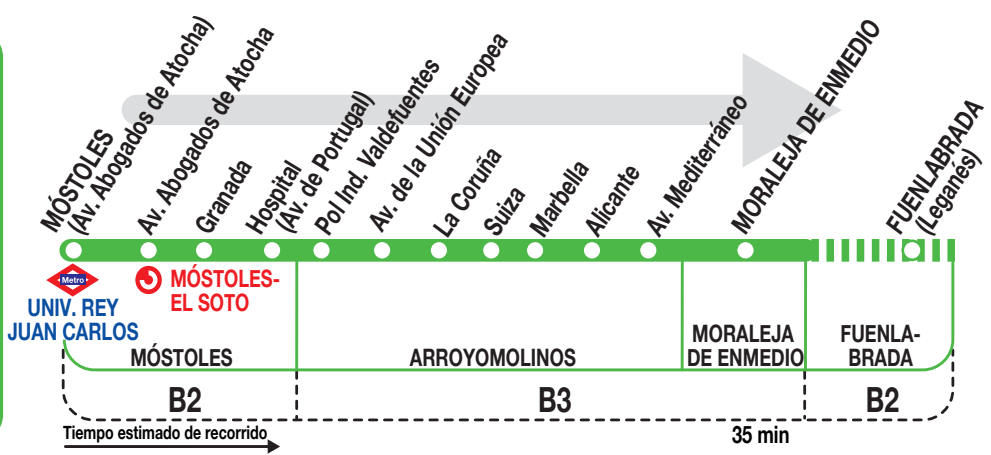 MÓSTOLES
(Av. Abogados de Atocha)
Av. Abogados de Atocha
Granada
Hospital
(Av. de Portugal)
Pol Ind. Valdefuentes
Av. de la Unión Europea
La Coruña
Suiza
Marbella
Alicante
Av. Mediterráneo
MORALEJA DE ENMEDIO
FUENLABRADA
(Leganés)
Metro
UNIV. REY
JUAN CARLOS
MÓSTOLES-
EL SOTO
MÓSTOLES
ARROYOMOLINOS
MORALEJA
DE ENMEDIO
FUENLA-
BRADA
B2
B3
B2
Tiempo estimado de recorrido
35 min